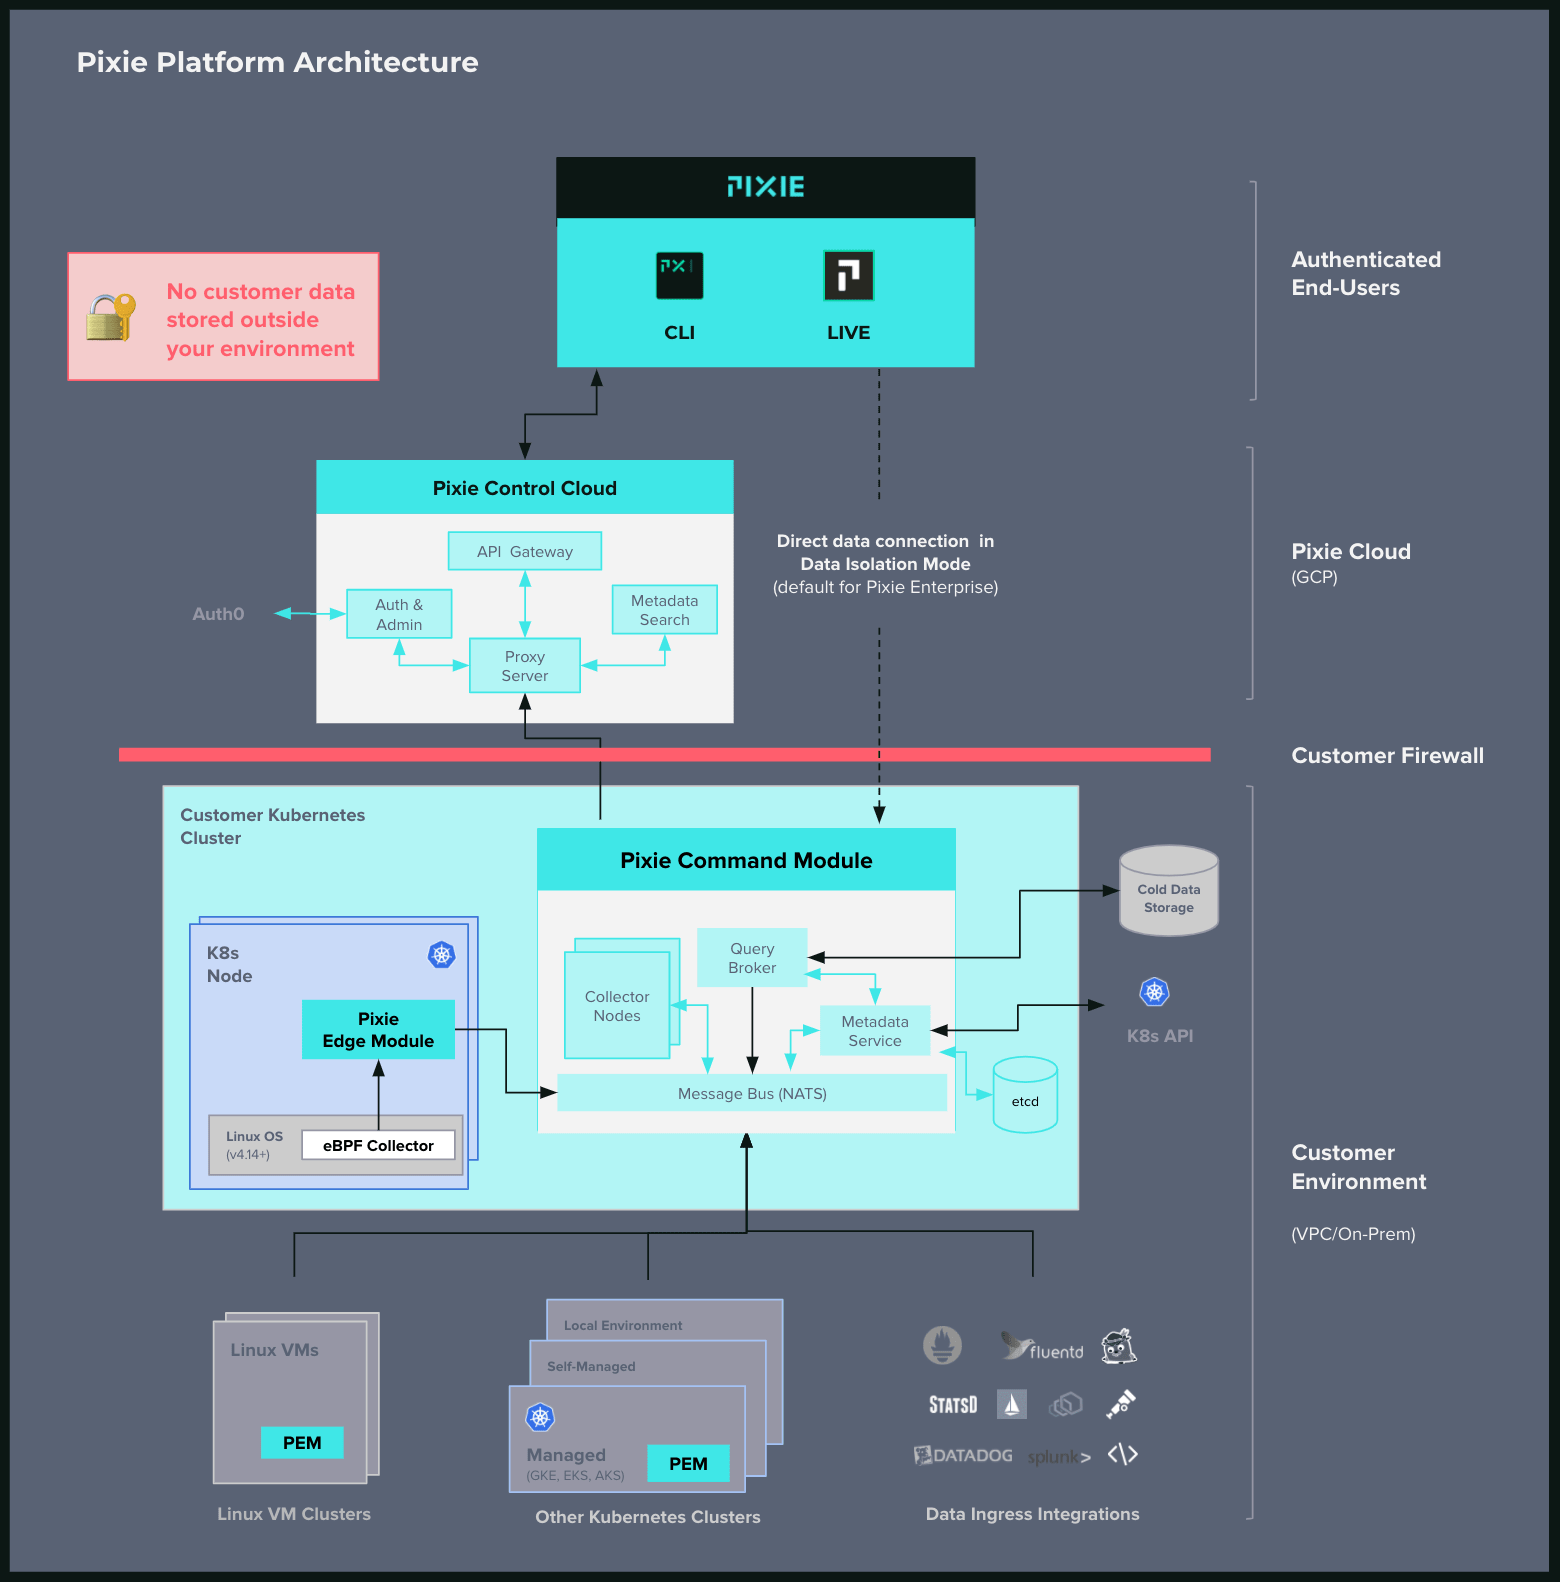 Pixie Platform Architecture
PIXIE
PX
CLI
LIVE
Authenticated
End-Users
No customer data
stored outside
your environment
Pixie Control Cloud
API  Gateway
Auth &
Admin
Metadata
Search
Proxy
Server
Auth0
Direct data connection  in
Data Isolation Mode
(default for Pixie Enterprise)
Pixie Cloud
(GCP)
Customer Firewall
Customer Kubernetes
Cluster
Pixie Command Module
K8s
Node
Pixie
Edge Module
Linux OS
(v4.14+)
eBPF Collector
Collector
Nodes
Query
Broker
Metadata
Service
Message Bus (NATS)
etcd
Cold Data
Storage
K8s API
Customer
Environment
(VPC/On-Prem)
Linux VMs
PEM
Linux VM Clusters
Local Environment
Self-Managed
Managed
(GKE, EKS, AKS)
PEM
Other Kubernetes Clusters
fluentd
STATSD
DATADOG
splunk>
</>
Data Ingress Integrations